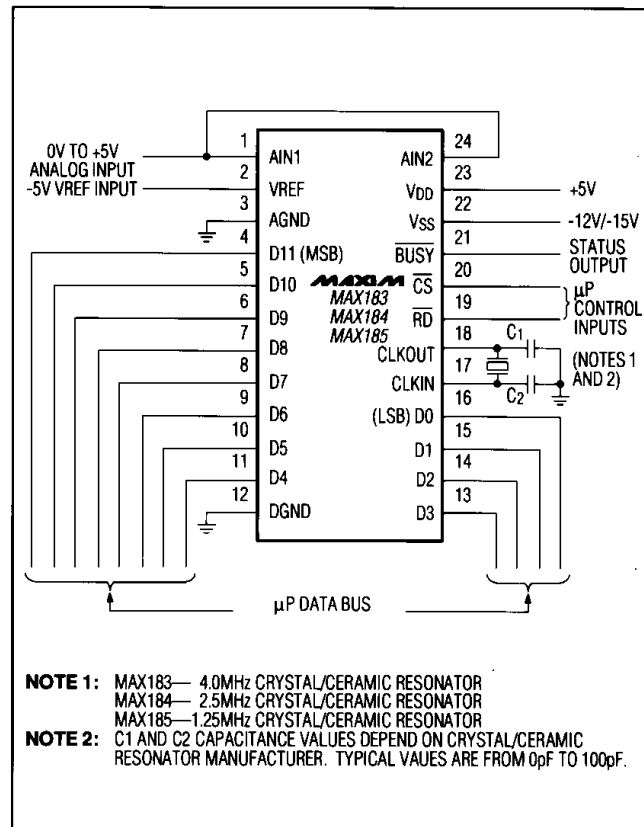 0V TO +5V
ANALOG INPUT
-5V VREF INPUT
1
AIN1
2
VREF
3
AGND
4
D11 (MSB)
5
D10
6
D9
7
D8
8
D7
9
D6
10
D5
11
D4
12
DGND
MAXIM
MAX183
MAX184
MAX185
24
AIN2
23
VDD
+5V
22
VSS
-12V/-15V
21
BUSY
STATUS
OUTPUT
20
CS
19
RD
µP
CONTROL
INPUTS
18
CLKOUT
C1
17
CLKIN
C2
(NOTES 1
AND 2)
16
(LSB) D0
15
D1
14
D2
13
D3
µP DATA BUS
NOTE 1: MAX183— 4.0MHz CRYSTAL/CERAMIC RESONATOR
MAX184— 2.5MHz CRYSTAL/CERAMIC RESONATOR
MAX185—1.25MHz CRYSTAL/CERAMIC RESONATOR
NOTE 2: C1 AND C2 CAPACITANCE VALUES DEPEND ON CRYSTAL/CERAMIC
RESONATOR MANUFACTURER. TYPICAL VAUES ARE FROM 0pF TO 100pF.